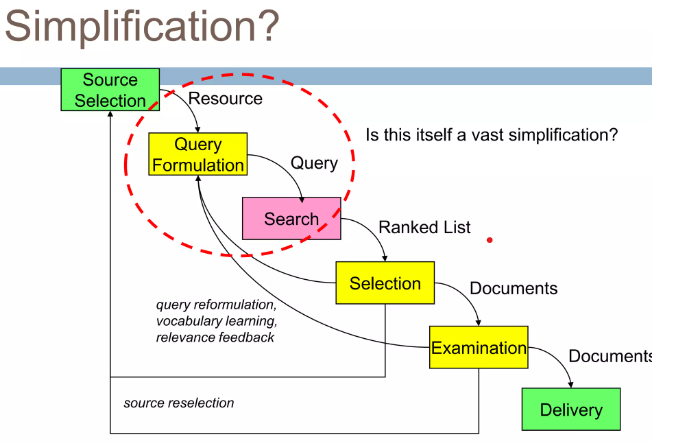 Simplification?
Source
Selection
Resource
Is this itself a vast simplification?
Query
Formulation
Query
Search
Ranked List
Selection
Documents
query reformulation,
vocabulary learning,
relevance feedback
Examination
Documents
source reselection
Delivery